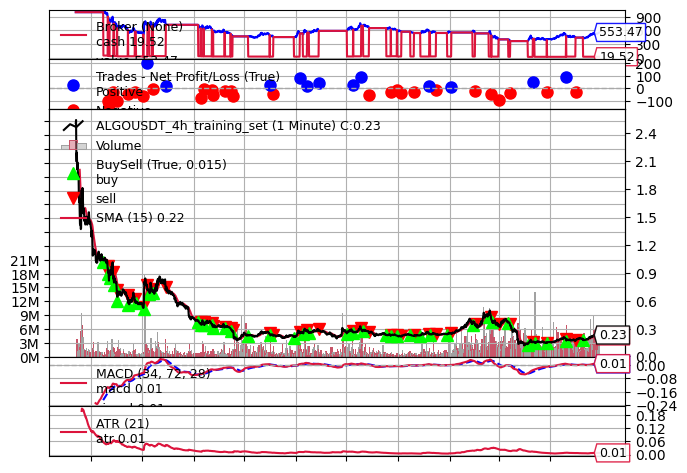 Broker (None)
cash 19.52
900
600
300
553.47
19.52
Trades - Net Profit/Loss (True)
Positive
200
100
0
−100
ALGOUSDT_4h_training_set (1 Minute) C:0.23
Volume
BuySell (True, 0.015)
buy
sell
SMA (15) 0.22
2.4
2.1
1.8
1.5
1.2
0.9
0.6
0.3
0.0
0.23
21M
18M
15M
12M
9M
6M
3M
0M
MACD (34, 72, 28)
macd 0.01
0.00
−0.08
−0.16
−0.24
0.01
ATR (21)
atr 0.01
0.18
0.12
0.06
0.00
0.01